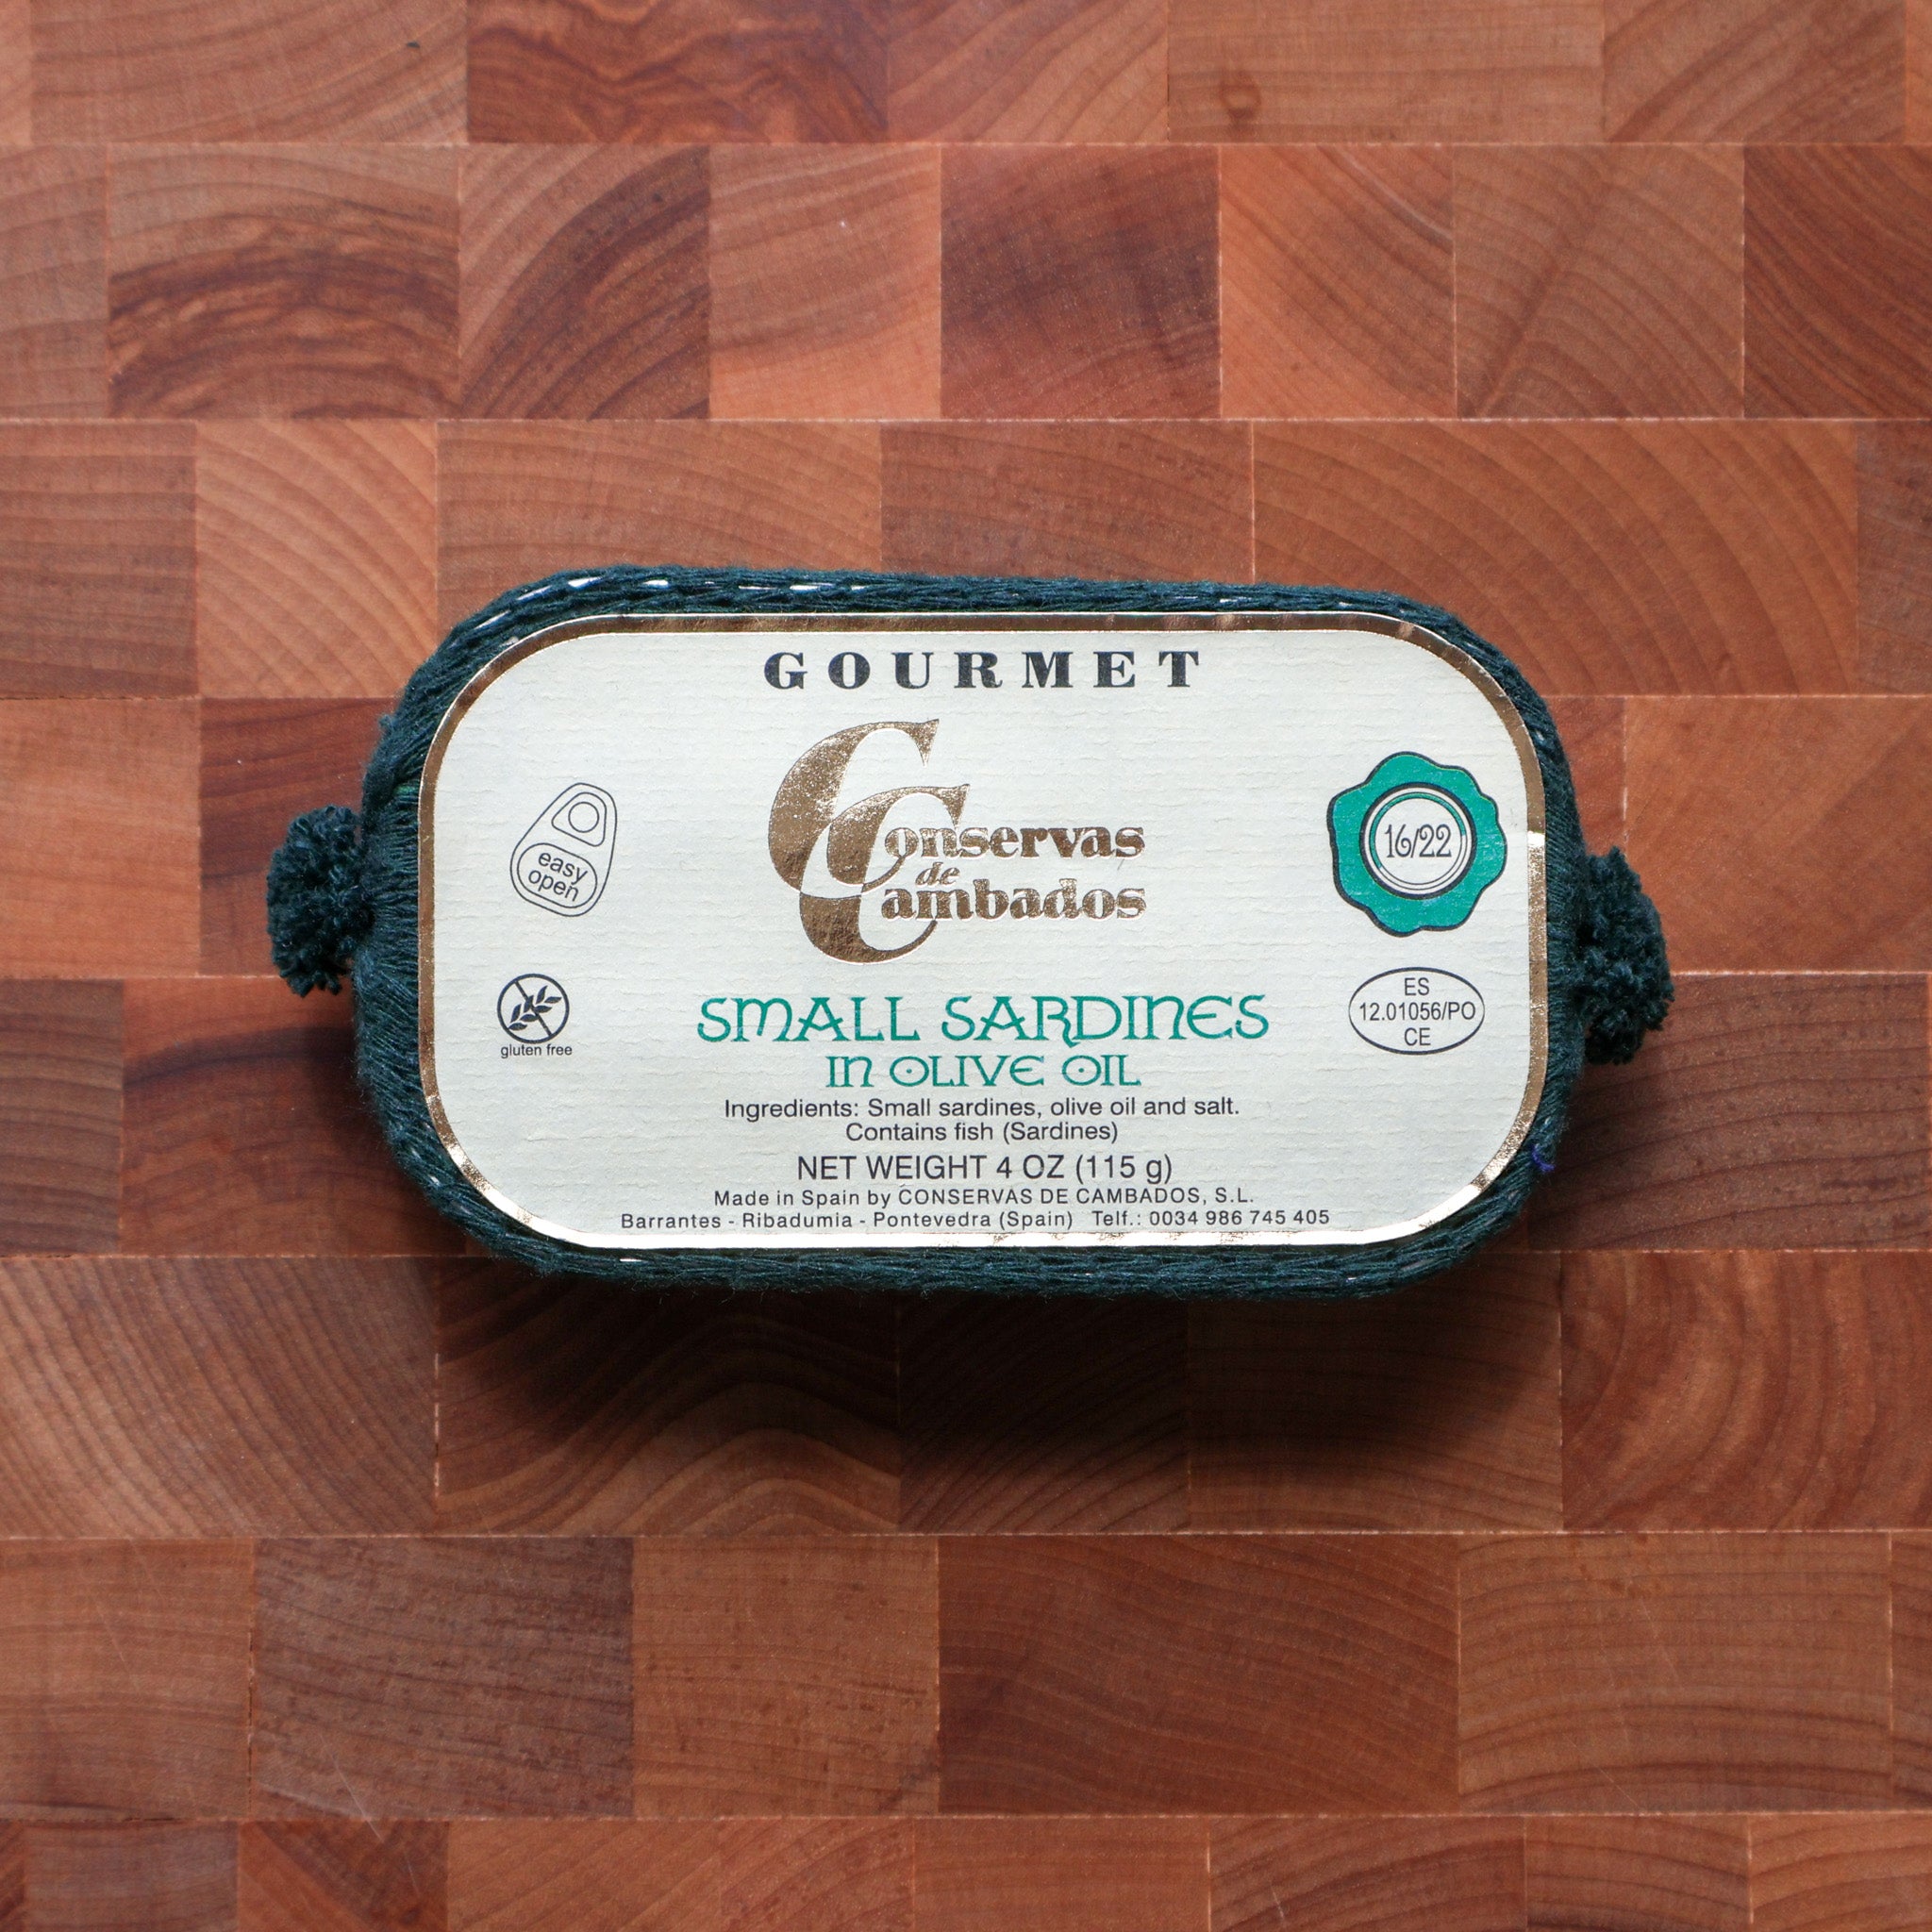 GOURMET
Conservas
de
Cambados
easy
open
16/22
gluten free
ES
12.01056/PO
CE
SMALL SARDINES
IN OLIVE OIL
Ingredients: Small sardines, olive oil and salt.
Contains fish (Sardines)
NET WEIGHT 4 OZ (115 g)
Made in Spain by CONSERVAS DE CAMBADOS, S.L.
Barrantes - Ribadumia - Pontevedra (Spain) Telf.: 0034 986 745 405